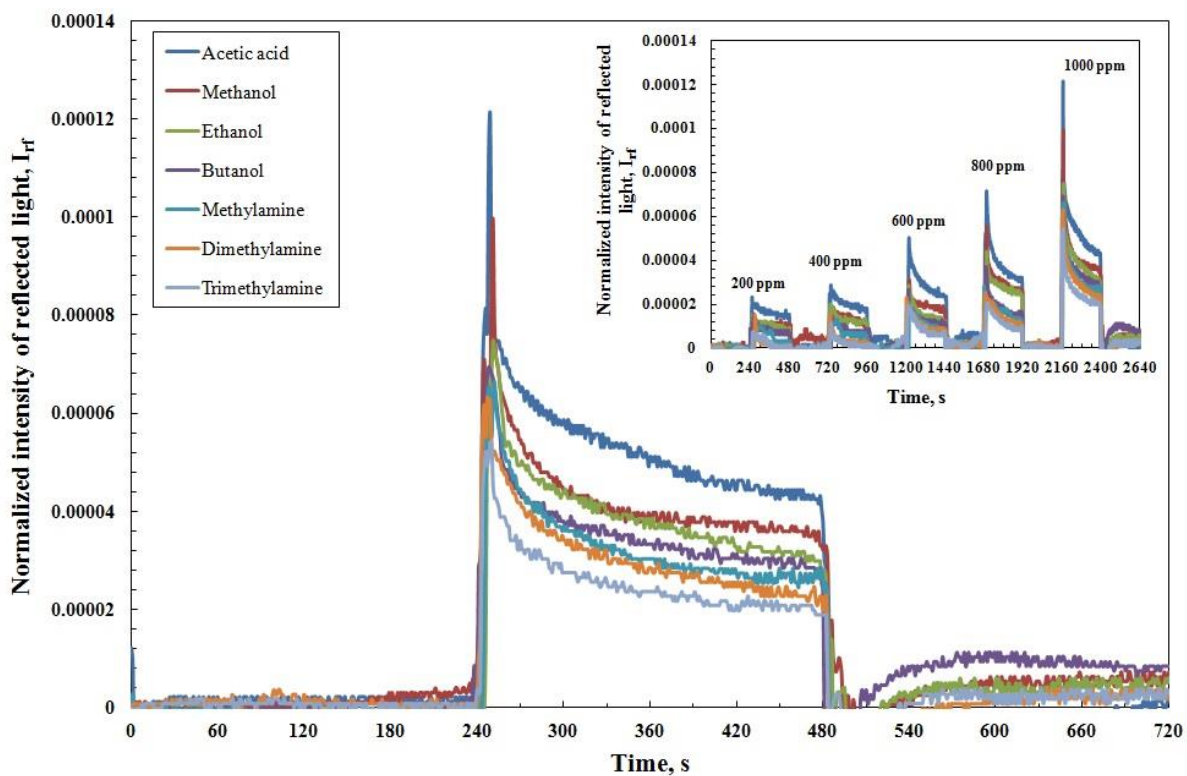 0.00014
0.00012
0.0001
0.00008
0.00006
0.00004
0.00002
0
Normalized intensity of reflected light, Irf
Acetic acid
Methanol
Ethanol
Butanol
Methylamine
Dimethylamine
Trimethylamine
0.00014
0.00012
0.0001
0.00008
0.00006
0.00004
0.00002
0
Normalized intensity of reflected
light, Irf
200 ppm
400 ppm
600 ppm
800 ppm
1000 ppm
0 240 480 720 960 1200 1440 1680 1920 2160 2400 2640
Time, s
0 60 120 180 240 300 360 420 480 540 600 660 720
Time, s